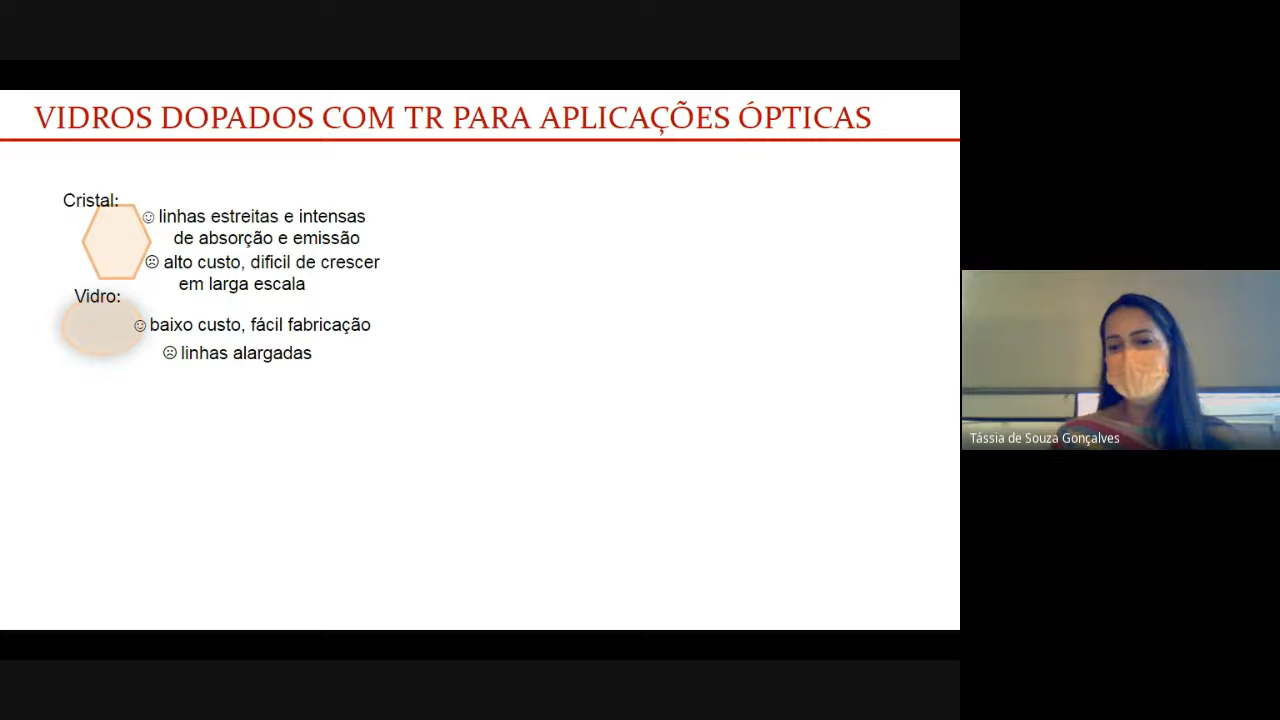 VIDROS DOPADOS COM TR PARA APLICAÇÕES ÓPTICAS
Cristal:
☺ linhas estreitas e intensas
de absorção e emissão
☹ alto custo, dificil de crescer
em larga escala
Vidro:
☺ baixo custo, fácil fabricação
☹ linhas alargadas
Tássia de Souza Gonçalves